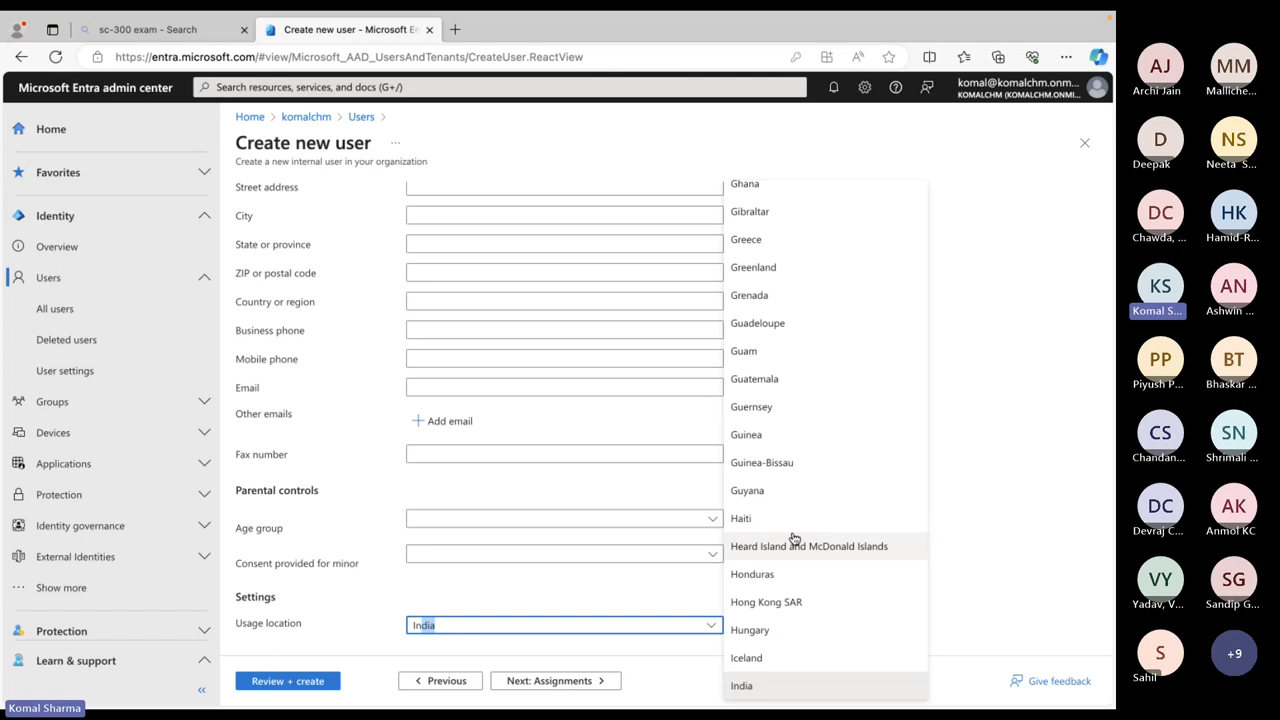 sc-300 exam - Search
Create new user - Microsoft En
https://entra.microsoft.com/#view/Microsoft_AAD_UsersAndTenants/CreateUser.ReactView
Microsoft Entra admin center
Search resources, services, and docs (G+/)
komal@komalchm.onm...
KOMALCHM (KOMALCHM.ONMI...
Home
Favorites
Identity
Overview
Users
All users
Deleted users
User settings
Groups
Devices
Applications
Protection
Identity governance
External Identities
Show more
Protection
Learn & support
Home > komalchm > Users >
Create new user ...
Create a new internal user in your organization
Street address
City
State or province
ZIP or postal code
Country or region
Business phone
Mobile phone
Email
Other emails
Add email
Fax number
Parental controls
Age group
Consent provided for minor
Settings
Usage location
India
Ghana
Gibraltar
Greece
Greenland
Grenada
Guadeloupe
Guam
Guatemala
Guernsey
Guinea
Guinea-Bissau
Guyana
Haiti
Heard Island and McDonald Islands
Honduras
Hong Kong SAR
Hungary
Iceland
India
Review + create
< Previous
Next: Assignments >
Give feedback
AJ
Archi Jain
MM
Malliche...
D
Deepak
NS
Neeta S...
DC
Chawda, ...
HK
Hamid-R...
KS
Komal S...
AN
Ashwin ...
PP
Piyush P...
BT
Bhaskar ...
CS
Chandan...
SN
Shrimali ...
DC
Devraj C...
AK
Anmol KC
VY
Yadav, V...
SG
Sandip G...
S
Sahil
+9
Komal Sharma